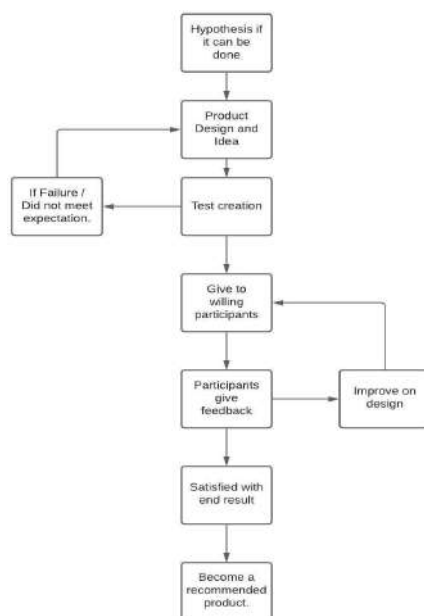 Hypothesis if
it can be
done
Product
Design and
Idea
If Failure /
Did not meet
expectation.
Test creation
Give to
willing
participants
Participants
give
feedback
Improve on
design
Satisfied with
end result
Become a
recommended
product.